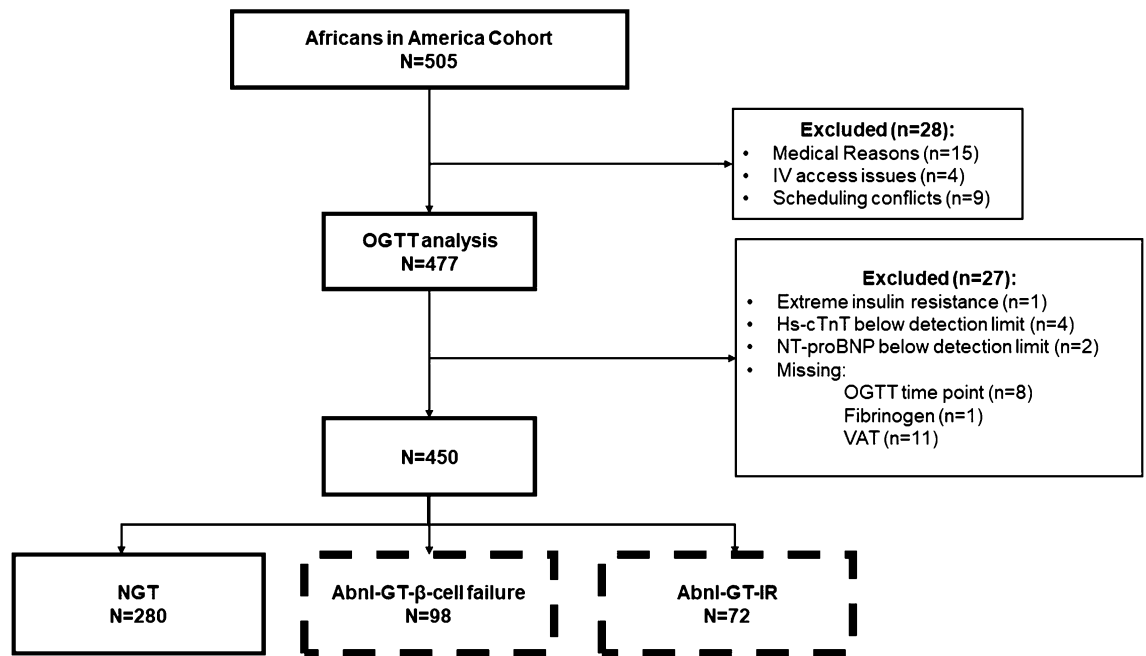 Africans in America Cohort
N=505
Excluded (n=28):
• Medical Reasons (n=15)
• IV access issues (n=4)
• Scheduling conflicts (n=9)
OGTT analysis
N=477
Excluded (n=27):
• Extreme insulin resistance (n=1)
• Hs-cTnT below detection limit (n=4)
• NT-proBNP below detection limit (n=2)
• Missing:
OGTT time point (n=8)
Fibrinogen (n=1)
VAT (n=11)
N=450
NGT
N=280
Abnl-GT-β-cell failure
N=98
Abnl-GT-IR
N=72